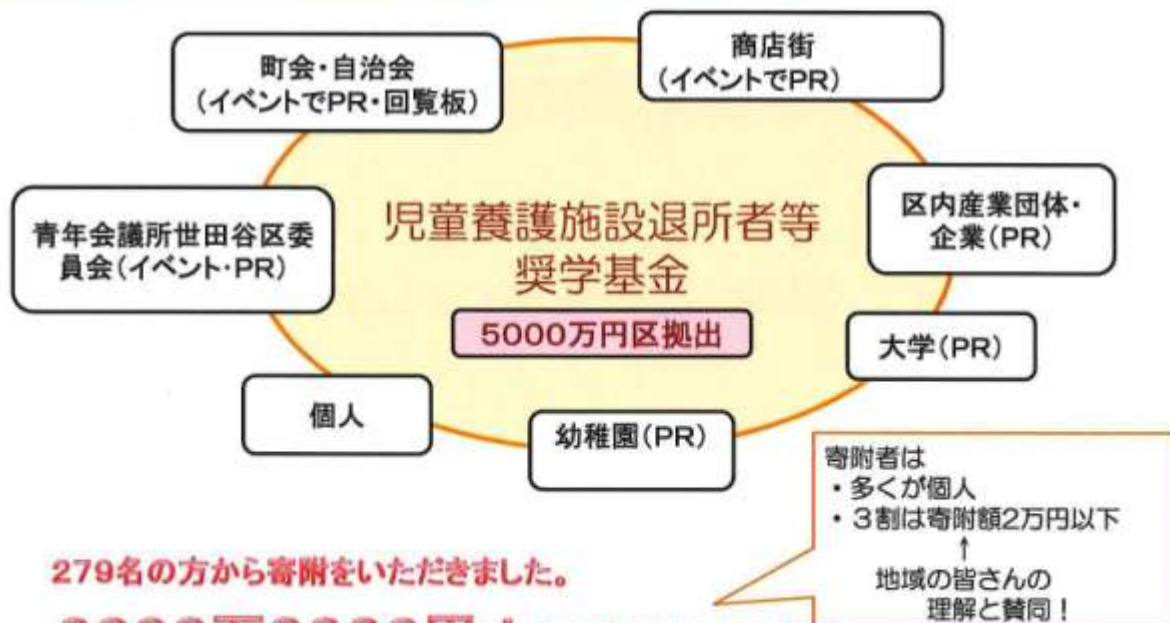 町会・自治会
(イベントでPR・回覧板)
商店街
(イベントでPR)
青年会議所世田谷区委
員会(イベント・PR)
児童養護施設退所者等
奨学基金
5000万円区拠出
区内産業団体・
企業(PR)
大学(PR)
個人
幼稚園(PR)
寄附者は
・多くが個人
・3割は寄附額2万円以下
↑
地域の皆さんの
理解と賛同!
279名の方から寄附をいただきました。